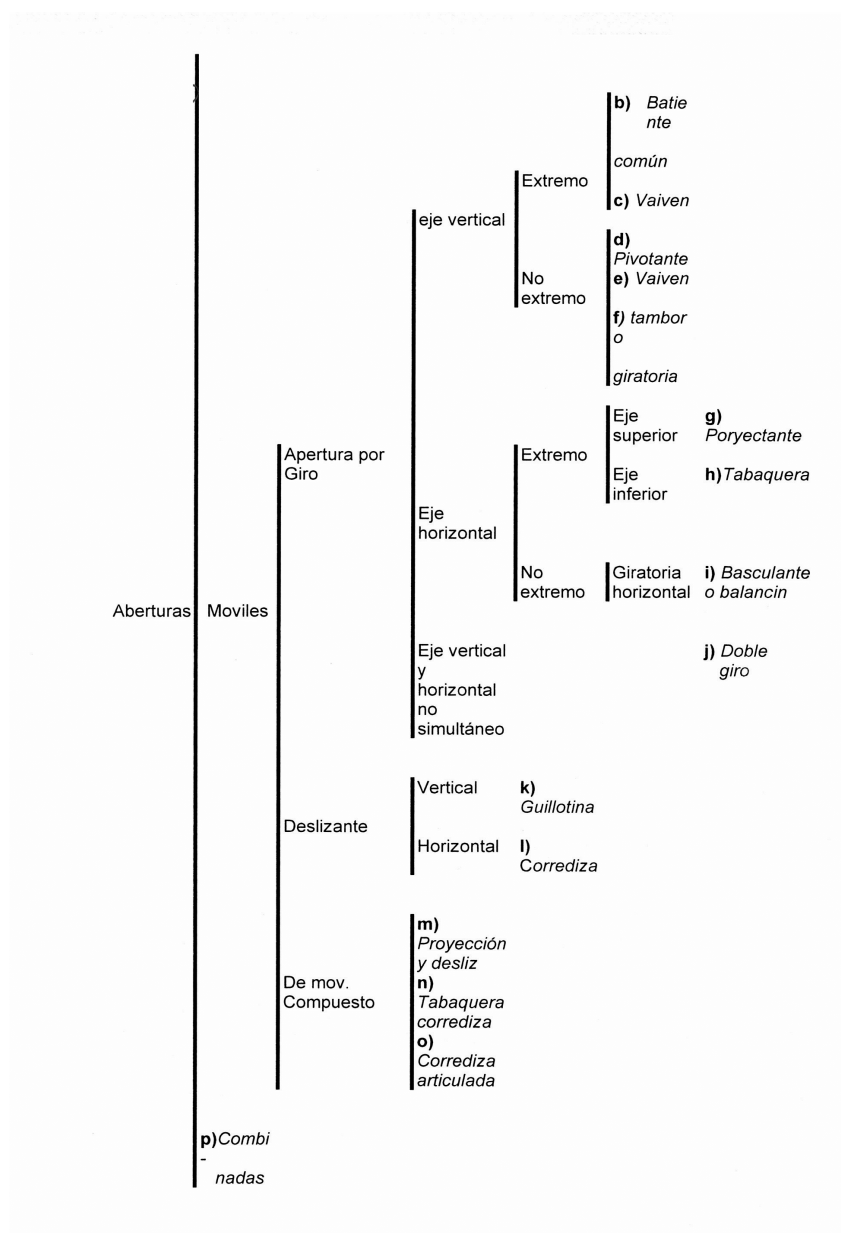 b) Batie
nte
común
Extremo
c) Vaiven
eje vertical
d)
Pivotante
No
extremo
e) Vaiven
f) tambor
o
giratoria
Eje
superior
g)
Poryectante
Apertura por
Giro
Extremo
Eje
inferior
h)Tabaquera
Eje
horizontal
No
extremo
Giratoria
horizontal
i) Basculante
o balancin
Aberturas
Moviles
Eje vertical
y
horizontal
no
simultáneo
j) Doble
giro
Vertical
k)
Guillotina
Deslizante
Horizontal
l)
Corrediza
m)
Proyección
y desliz
De mov.
Compuesto
n)
Tabaquera
corrediza
o)
Corrediza
articulada
p)Combi
-
nadas